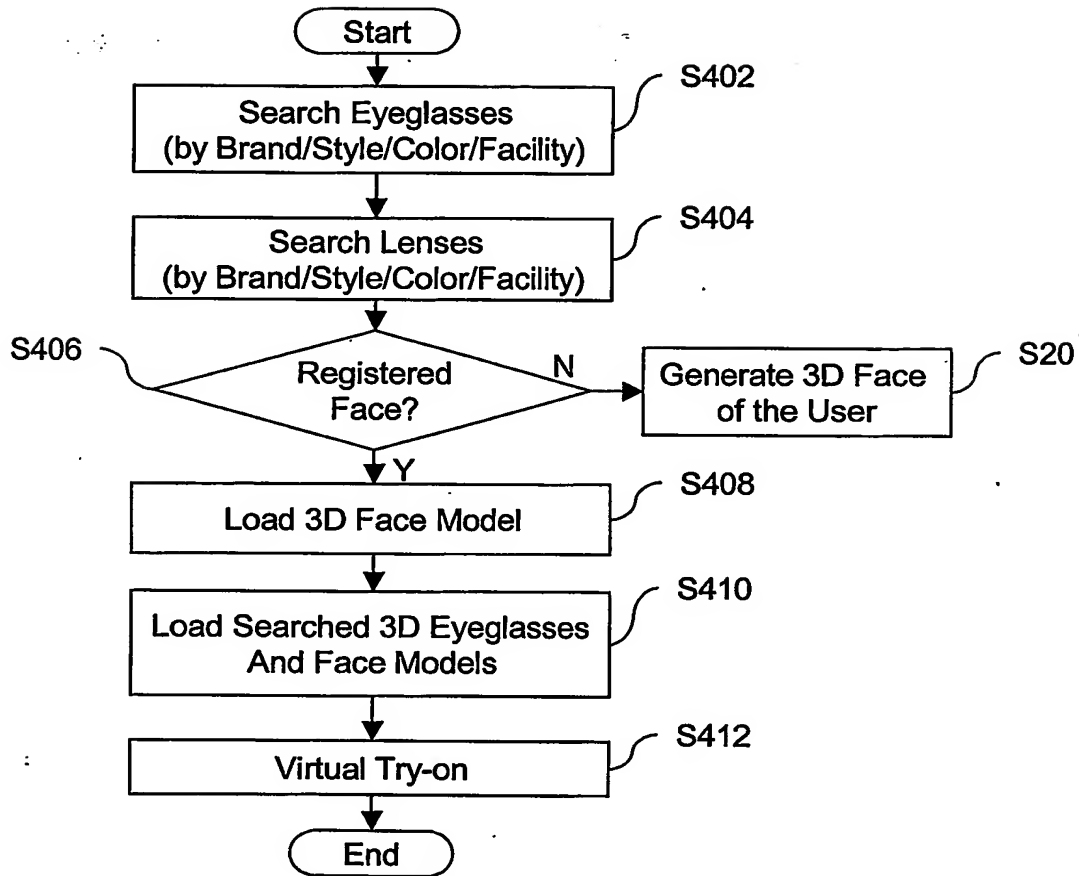 Start
S402
Search Eyeglasses
(by Brand/Style/Color/Facility)
S404
Search Lenses
(by Brand/Style/Color/Facility)
S406
Registered
Face?
N
S20
Generate 3D Face
of the User
Y
S408
Load 3D Face Model
S410
Load Searched 3D Eyeglasses
And Face Models
S412
Virtual Try-on
End